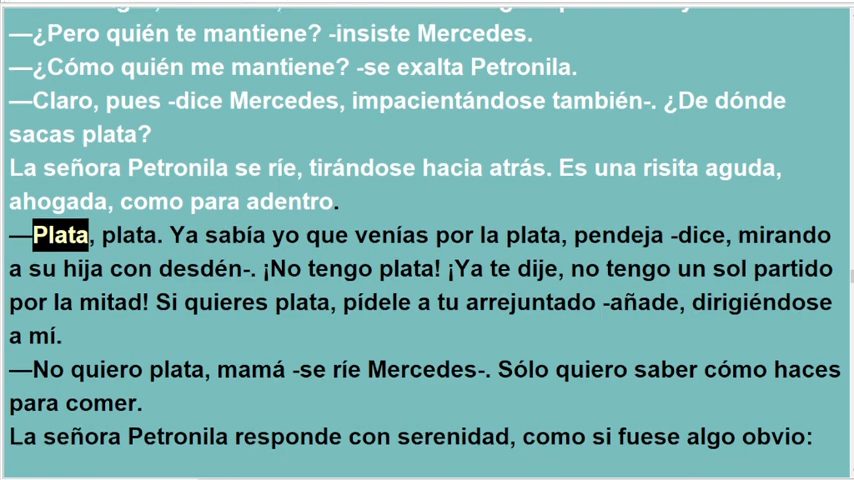 —¿Pero quién te mantiene? -insiste Mercedes.
—¿Cómo quién me mantiene? -se exalta Petronila.
—Claro, pues -dice Mercedes, impacientándose también-. ¿De dónde
sacas plata?
La señora Petronila se ríe, tirándose hacia atrás. Es una risita aguda,
ahogada, como para adentro.
—Plata, plata. Ya sabía yo que venías por la plata, pendeja -dice, mirando
a su hija con desdén-. ¡No tengo plata! ¡Ya te dije, no tengo un sol partido
por la mitad! Si quieres plata, pídele a tu arrejuntado -añade, dirigiéndose
a mí.
—No quiero plata, mamá -se ríe Mercedes-. Sólo quiero saber cómo haces
para comer.
La señora Petronila responde con serenidad, como si fuese algo obvio: